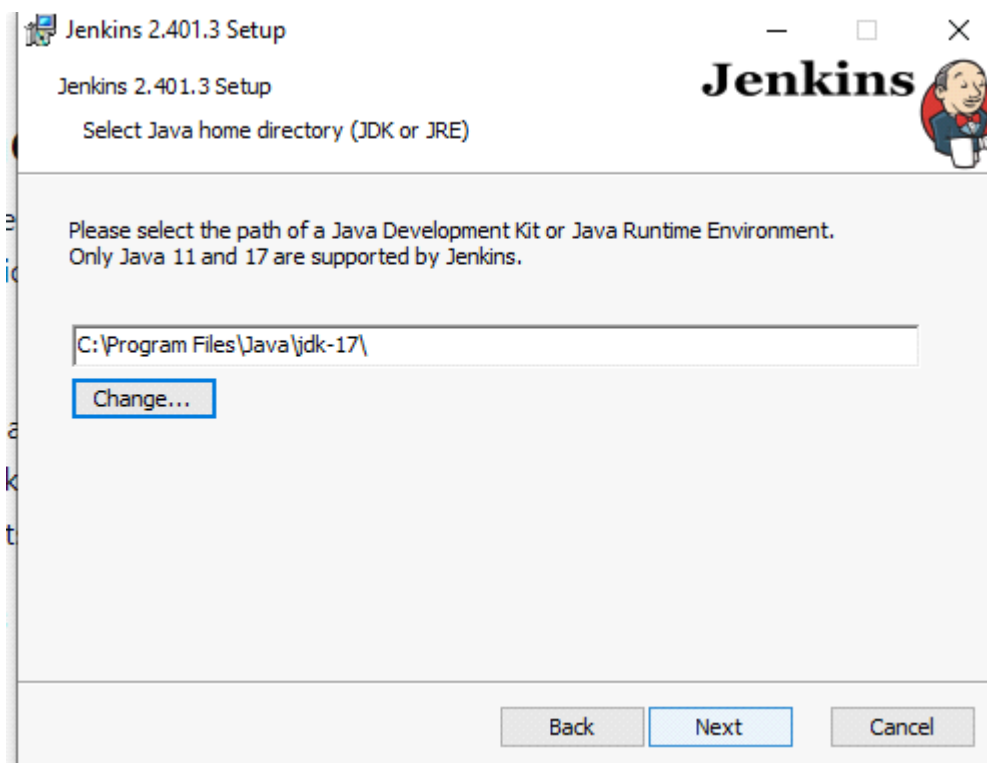 Jenkins 2.401.3 Setup
Jenkins 2.401.3 Setup
Jenkins
Select Java home directory (JDK or JRE)
Please select the path of a Java Development Kit or Java Runtime Environment.
Only Java 11 and 17 are supported by Jenkins.
C:\Program Files\Java\jdk-17\
Change...
Back Next Cancel